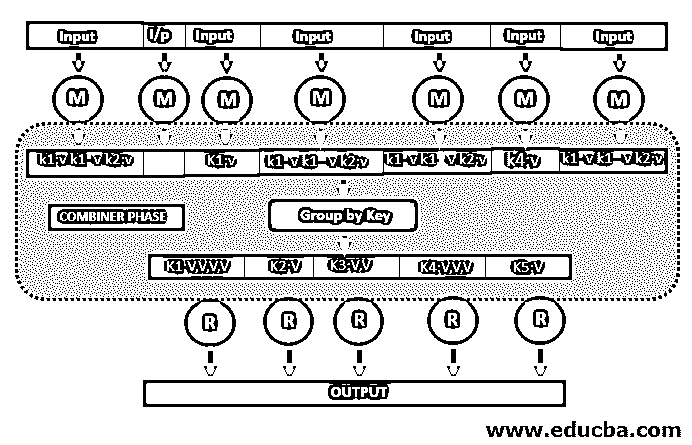 Input I/p Input Input Input Input Input
M M M M M M M
k1-v k1-v k2-v K1-v k1-v k1-v k2-v k1-v k1-v k2-v k4-v k1-v k1-v k2-v
COMBINER PHASE
Group by Key
K1-V,V,V,V K2-V K3-V,V K4-V,V,V K5-V
R R R R R
OUTPUT
www.educba.com